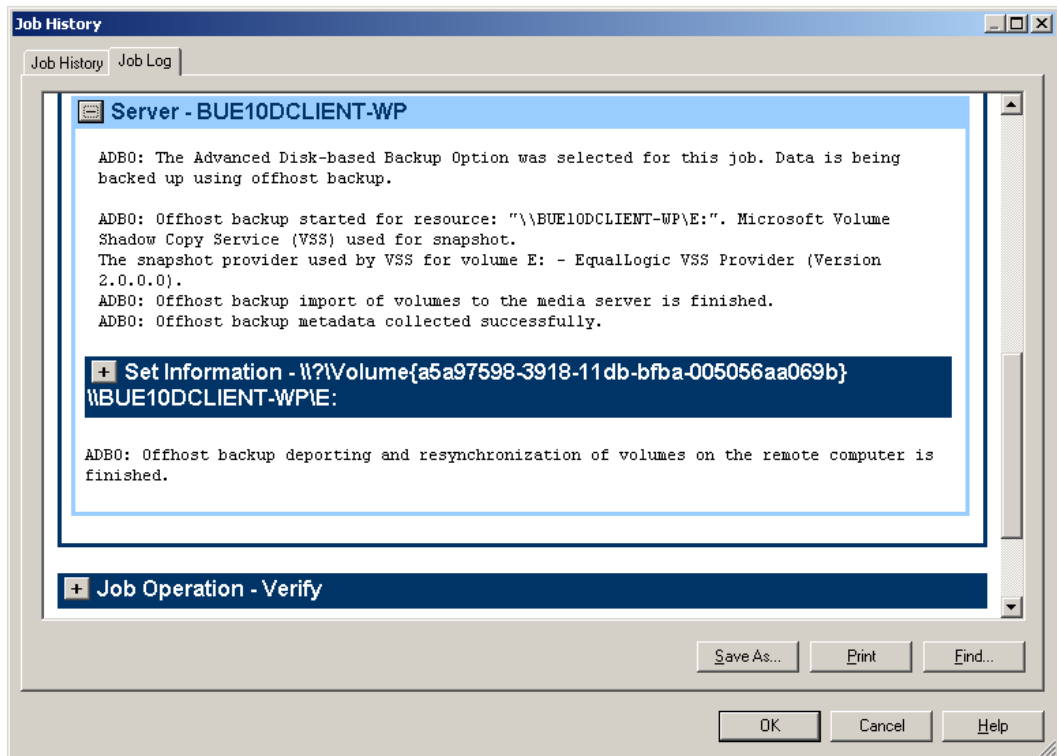 Job History
Job History Job Log
Server - BUE10DCLIENT-WP
ADBO: The Advanced Disk-based Backup Option was selected for this job. Data is being
backed up using offhost backup.
ADBO: Offhost backup started for resource: "\\BUE10DCLIENT-WP\E:". Microsoft Volume
Shadow Copy Service (VSS) used for snapshot.
The snapshot provider used by VSS for volume E: - EqualLogic VSS Provider (Version
2.0.0.0).
ADBO: Offhost backup import of volumes to the media server is finished.
ADBO: Offhost backup metadata collected successfully.
Set Information - \\?\Volume{a5a97598-3918-11db-bfba-005056aa069b}
\\BUE10DCLIENT-WP\E:
ADBO: Offhost backup deporting and resynchronization of volumes on the remote computer is
finished.
Job Operation - Verify
Save As... Print Find...
OK Cancel Help